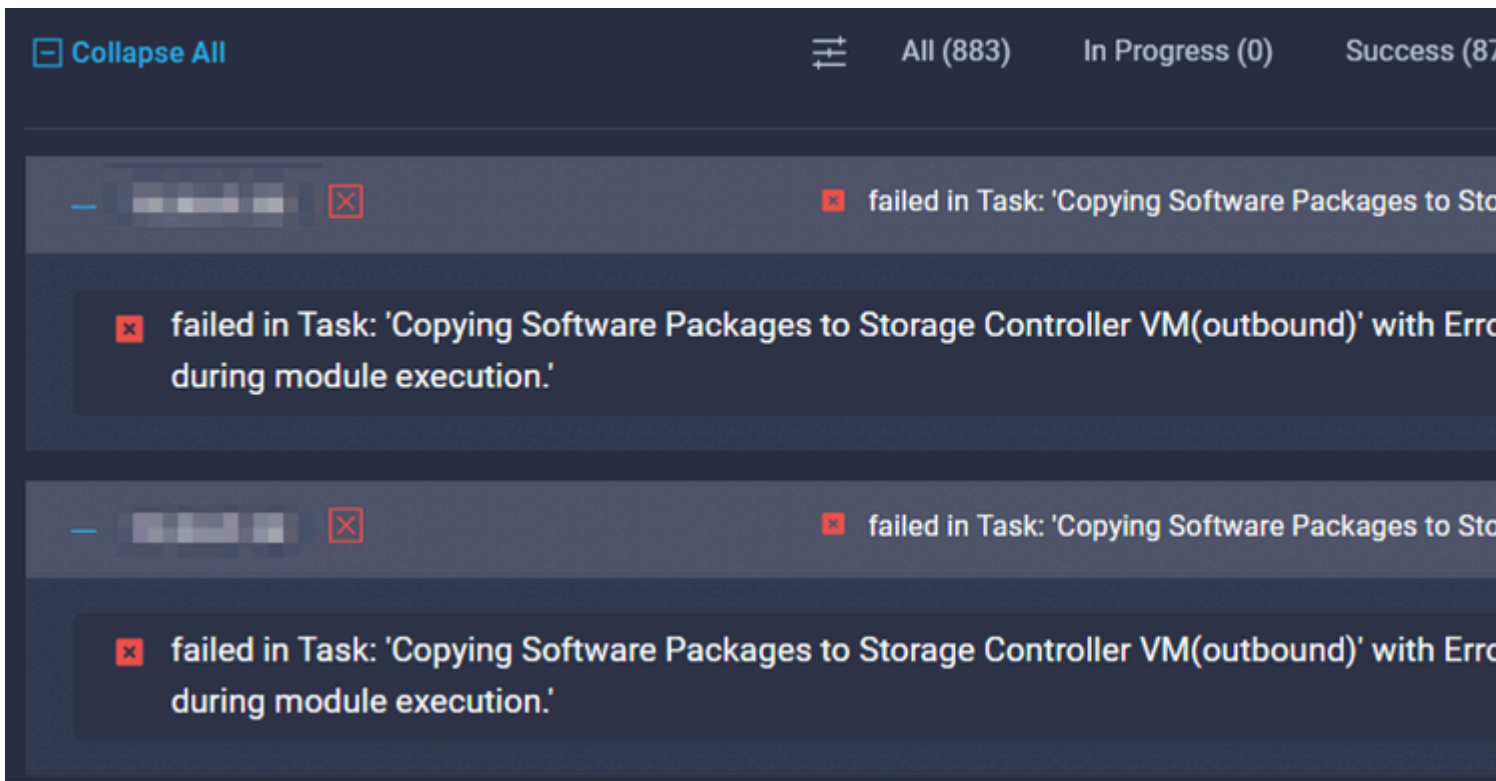 Collapse All All (883) In Progress (0) Success (87
failed in Task: 'Copying Software Packages to Sto
failed in Task: 'Copying Software Packages to Storage Controller VM(outbound)' with Erro
during module execution.'
failed in Task: 'Copying Software Packages to Sto
failed in Task: 'Copying Software Packages to Storage Controller VM(outbound)' with Erro
during module execution.'